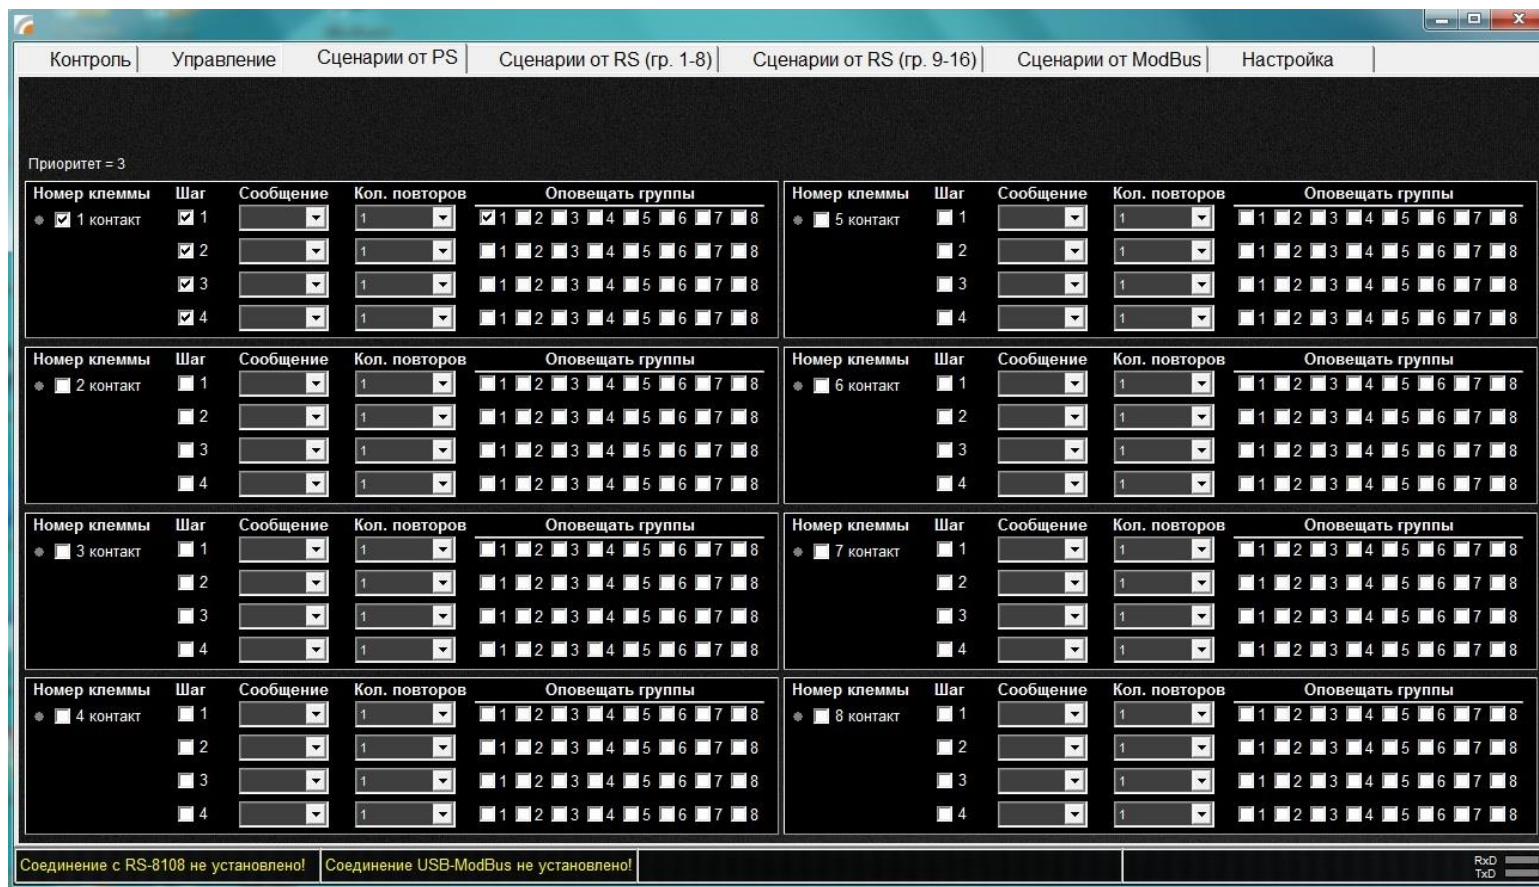 Контроль Управление Сценарии от PS Сценарии от RS (гр. 1-8) Сценарии от RS (гр. 9-16) Сценарии от ModBus Настройка
Приоритет = 3
Номер клеммы Шаг Сообщение Кол. повторов Оповещать группы
1 контакт 1 1 1 2 3 4 5 6 7 8
2 1 1 2 3 4 5 6 7 8
3 1 1 2 3 4 5 6 7 8
4 1 1 2 3 4 5 6 7 8
Номер клеммы Шаг Сообщение Кол. повторов Оповещать группы
2 контакт 1 1 1 2 3 4 5 6 7 8
2 1 1 2 3 4 5 6 7 8
3 1 1 2 3 4 5 6 7 8
4 1 1 2 3 4 5 6 7 8
Номер клеммы Шаг Сообщение Кол. повторов Оповещать группы
3 контакт 1 1 1 2 3 4 5 6 7 8
2 1 1 2 3 4 5 6 7 8
3 1 1 2 3 4 5 6 7 8
4 1 1 2 3 4 5 6 7 8
Номер клеммы Шаг Сообщение Кол. повторов Оповещать группы
4 контакт 1 1 1 2 3 4 5 6 7 8
2 1 1 2 3 4 5 6 7 8
3 1 1 2 3 4 5 6 7 8
4 1 1 2 3 4 5 6 7 8
Номер клеммы Шаг Сообщение Кол. повторов Оповещать группы
5 контакт 1 1 1 2 3 4 5 6 7 8
2 1 1 2 3 4 5 6 7 8
3 1 1 2 3 4 5 6 7 8
4 1 1 2 3 4 5 6 7 8
Номер клеммы Шаг Сообщение Кол. повторов Оповещать группы
6 контакт 1 1 1 2 3 4 5 6 7 8
2 1 1 2 3 4 5 6 7 8
3 1 1 2 3 4 5 6 7 8
4 1 1 2 3 4 5 6 7 8
Номер клеммы Шаг Сообщение Кол. повторов Оповещать группы
7 контакт 1 1 1 2 3 4 5 6 7 8
2 1 1 2 3 4 5 6 7 8
3 1 1 2 3 4 5 6 7 8
4 1 1 2 3 4 5 6 7 8
Номер клеммы Шаг Сообщение Кол. повторов Оповещать группы
8 контакт 1 1 1 2 3 4 5 6 7 8
2 1 1 2 3 4 5 6 7 8
3 1 1 2 3 4 5 6 7 8
4 1 1 2 3 4 5 6 7 8
Соединение с RS-8108 не установлено! Соединение USB-ModBus не установлено!
RxD
TxD